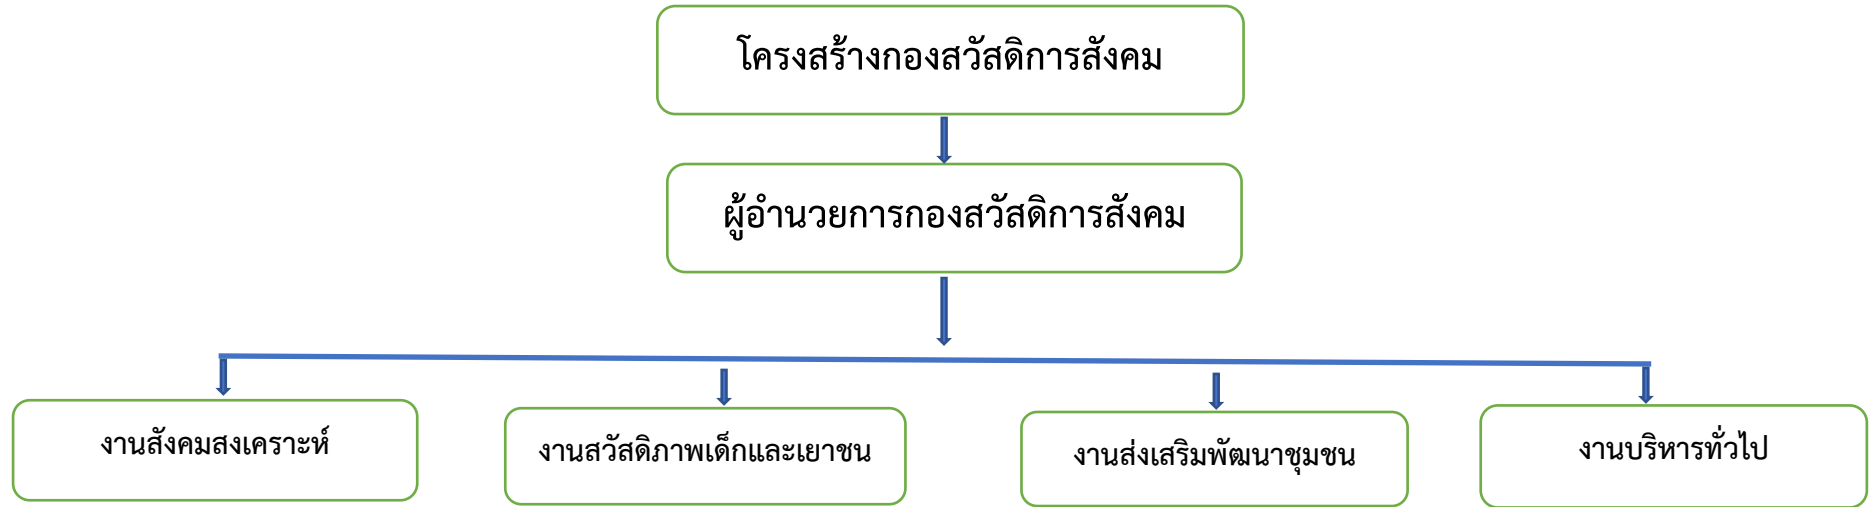 โครงสร้างกองสวัสดิการสังคม
ผู้อำนวยการกองสวัสดิการสังคม
งานสังคมสงเคราะห์
งานสวัสดิภาพเด็กและเยาชน
งานส่งเสริมพัฒนาชุมชน
งานบริหารทั่วไป